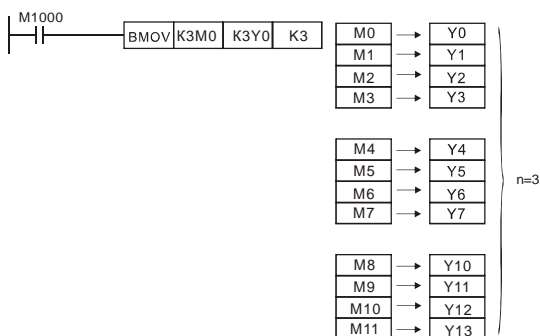 M1000
BMOV K3M0 K3Y0 K3
M0 Y0
M1 Y1
M2 Y2
M3 Y3
M4 Y4
M5 Y5
M6 Y6
M7 Y7
n=3
M8 Y10
M9 Y11
M10 Y12
M11 Y13